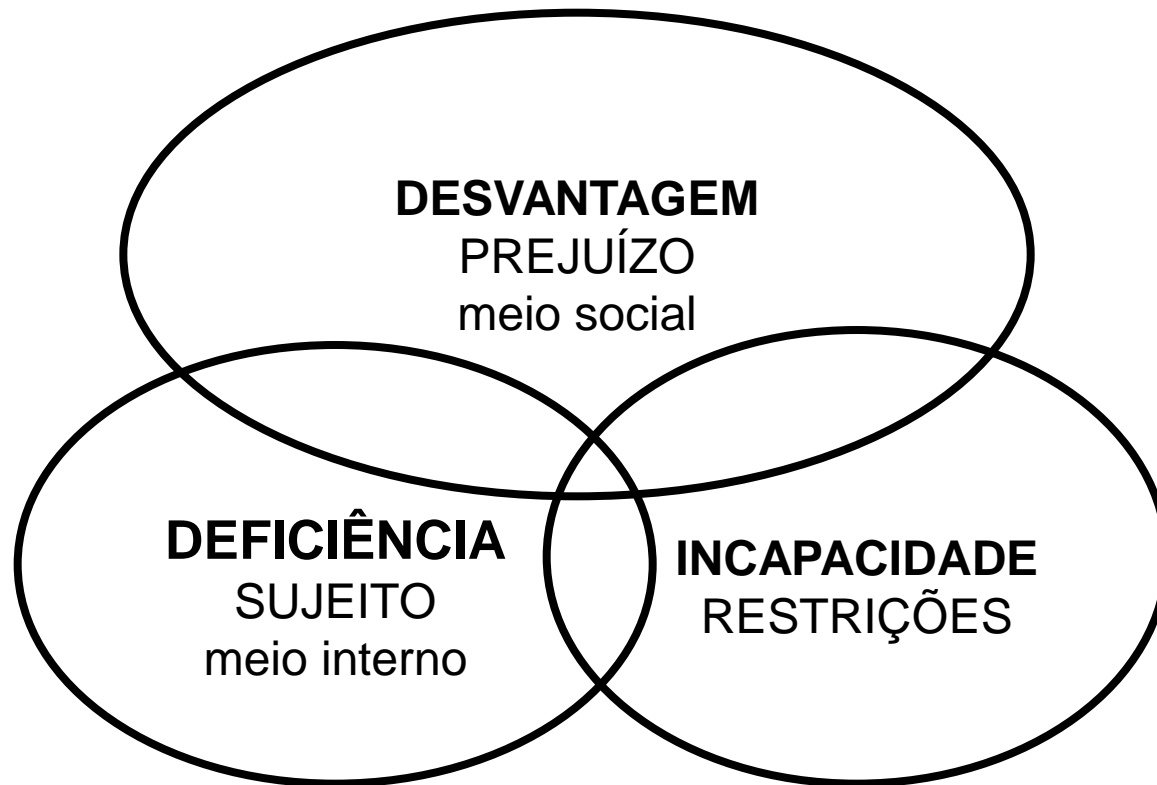 DESVANTAGEM
PREJUÍZO
meio social
DEFICIÊNCIA
SUJEITO
meio interno
INCAPACIDADE
RESTRIÇÕES